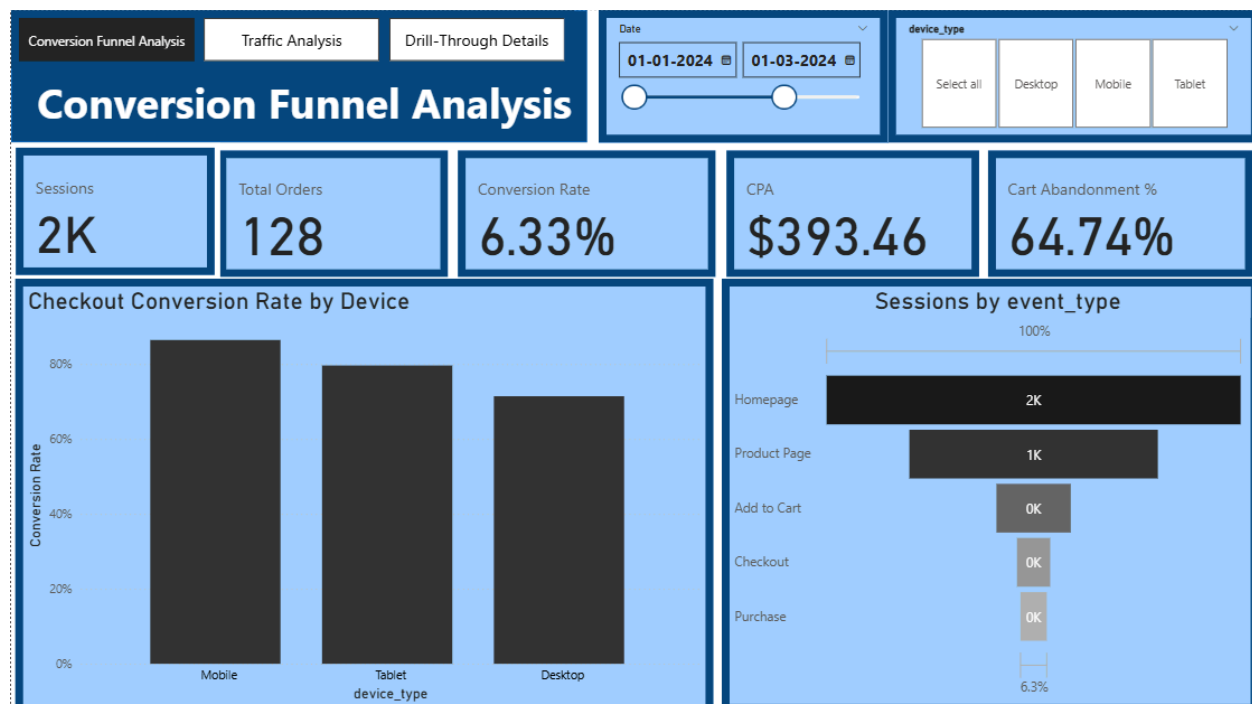 Conversion Funnel Analysis
Traffic Analysis
Drill-Through Details
Conversion Funnel Analysis
Date
01-01-2024
01-03-2024
device_type
Select all
Desktop
Mobile
Tablet
Sessions
2K
Total Orders
128
Conversion Rate
6.33%
CPA
$393.46
Cart Abandonment %
64.74%
Checkout Conversion Rate by Device
Conversion Rate
80%
60%
40%
20%
0%
Mobile
Tablet
Desktop
device_type
Sessions by event_type
100%
Homepage
2K
Product Page
1K
Add to Cart
0K
Checkout
0K
Purchase
0K
6.3%